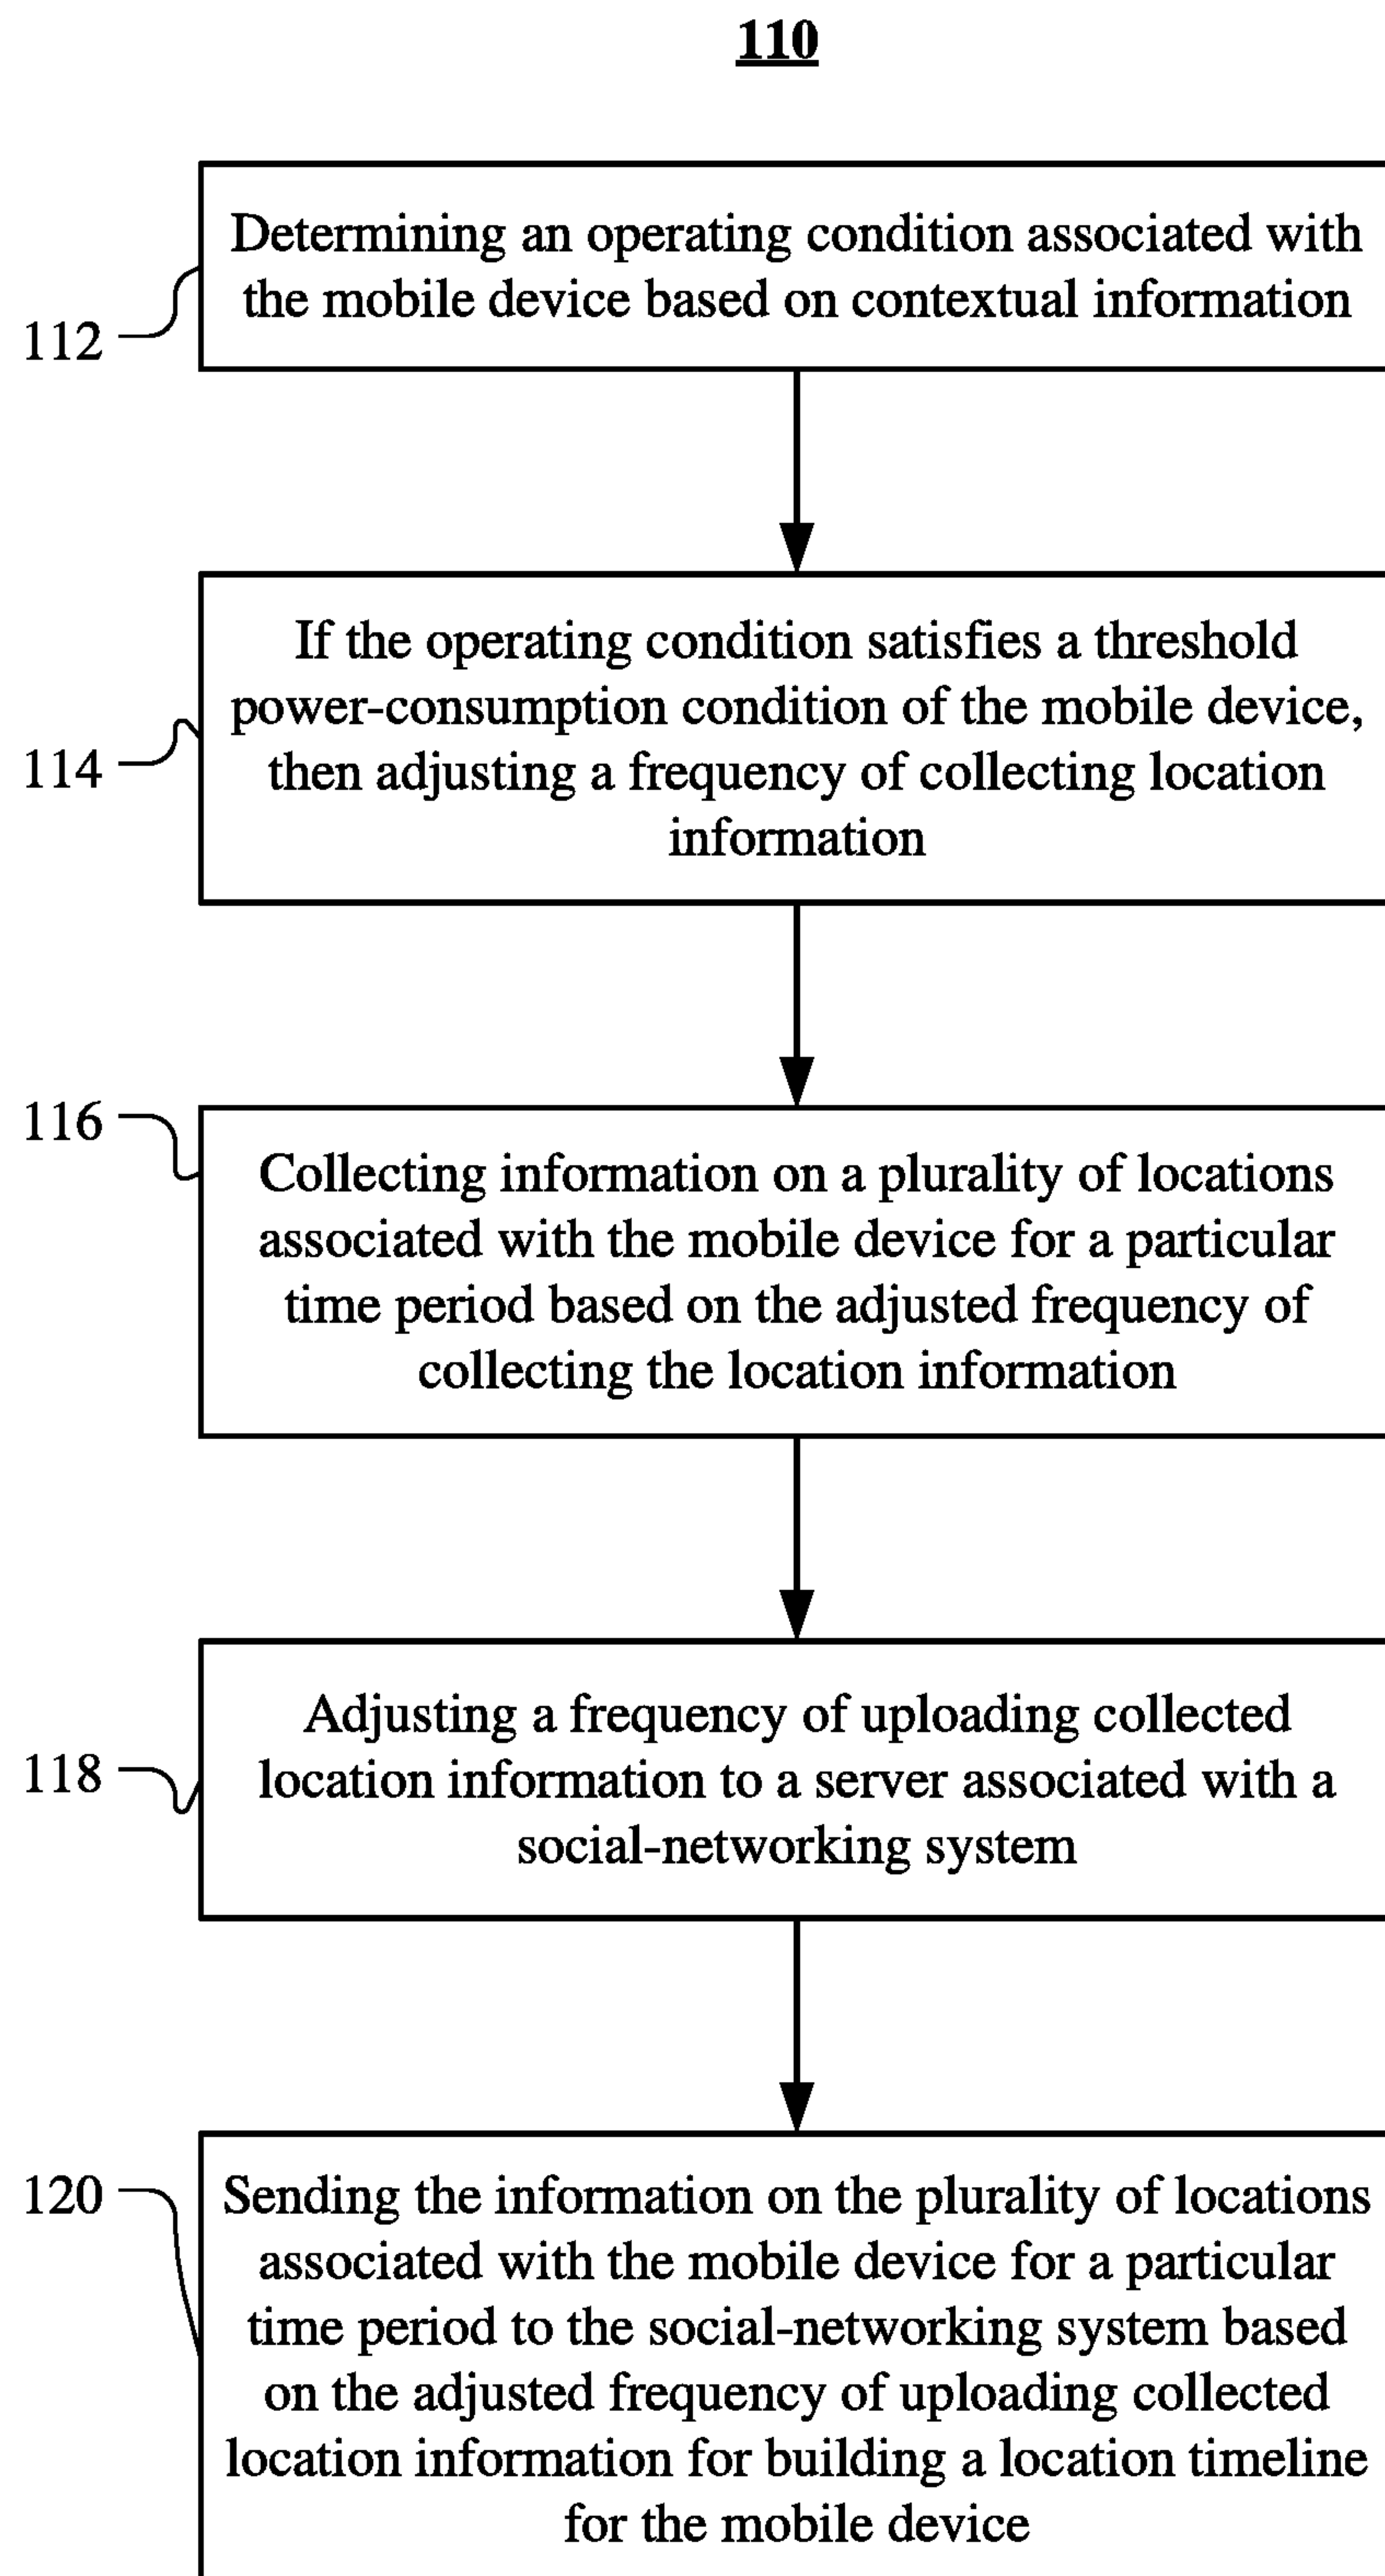 110
Determining an operating condition associated with
the mobile device based on contextual information
112
If the operating condition satisfies a threshold
power-consumption condition of the mobile device,
then adjusting a frequency of collecting location
information
114
116
Collecting information on a plurality of locations
associated with the mobile device for a particular
time period based on the adjusted frequency of
collecting the location information
Adjusting a frequency of uploading collected
location information to a server associated with a
social-networking system
118
120
Sending the information on the plurality of locations
associated with the mobile device for a particular
time period to the social-networking system based
on the adjusted frequency of uploading collected
location information for building a location timeline
for the mobile device